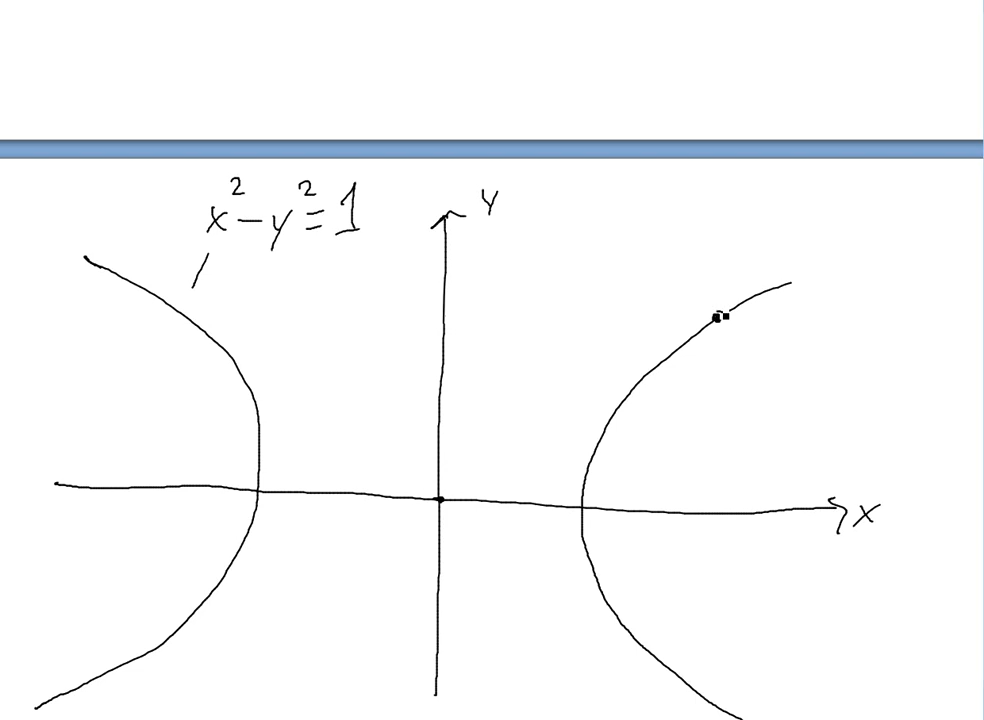 x² - y² = 1
y
x